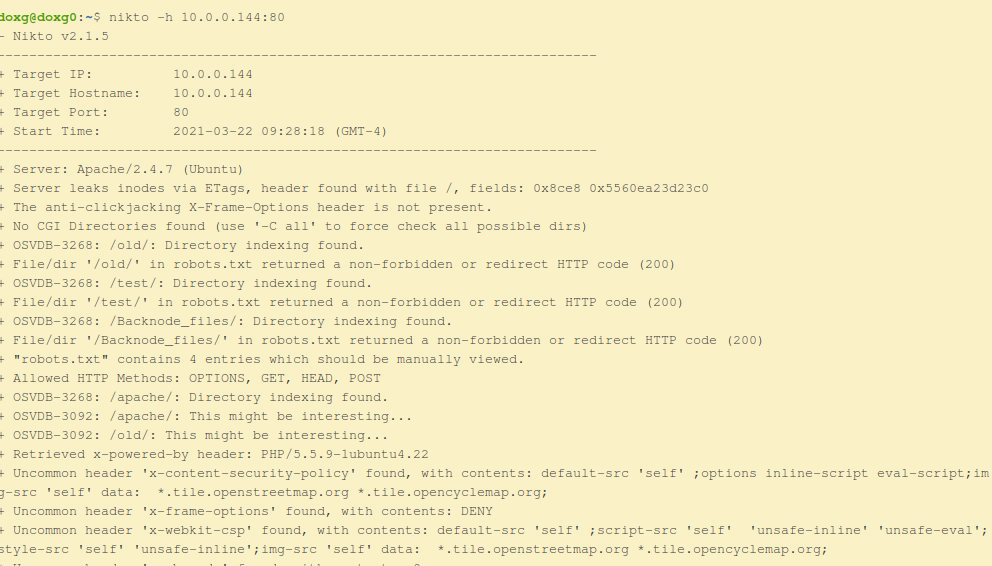 doxg@doxg0:~$ nikto -h 10.0.0.144:80
- Nikto v2.1.5
---------------------------------------------------------------------------
+ Target IP:          10.0.0.144
+ Target Hostname:    10.0.0.144
+ Target Port:        80
+ Start Time:         2021-03-22 09:28:18 (GMT-4)
---------------------------------------------------------------------------
+ Server: Apache/2.4.7 (Ubuntu)
+ Server leaks inodes via ETags, header found with file /, fields: 0x8ce8 0x5560ea23d23c0
+ The anti-clickjacking X-Frame-Options header is not present.
+ No CGI Directories found (use '-C all' to force check all possible dirs)
+ OSVDB-3268: /old/: Directory indexing found.
+ File/dir '/old/' in robots.txt returned a non-forbidden or redirect HTTP code (200)
+ OSVDB-3268: /test/: Directory indexing found.
+ File/dir '/test/' in robots.txt returned a non-forbidden or redirect HTTP code (200)
+ OSVDB-3268: /Backnode_files/: Directory indexing found.
+ File/dir '/Backnode_files/' in robots.txt returned a non-forbidden or redirect HTTP code (200)
+ "robots.txt" contains 4 entries which should be manually viewed.
+ Allowed HTTP Methods: OPTIONS, GET, HEAD, POST
+ OSVDB-3268: /apache/: Directory indexing found.
+ OSVDB-3092: /apache/: This might be interesting...
+ OSVDB-3092: /old/: This might be interesting...
+ Retrieved x-powered-by header: PHP/5.5.9-1ubuntu4.22
+ Uncommon header 'x-content-security-policy' found, with contents: default-src 'self' ;options inline-script eval-script;im
g-src 'self' data:  *.tile.openstreetmap.org *.tile.opencyclemap.org;
+ Uncommon header 'x-frame-options' found, with contents: DENY
+ Uncommon header 'x-webkit-csp' found, with contents: default-src 'self' ;script-src 'self'  'unsafe-inline' 'unsafe-eval';
style-src 'self' 'unsafe-inline';img-src 'self' data:  *.tile.openstreetmap.org *.tile.opencyclemap.org;